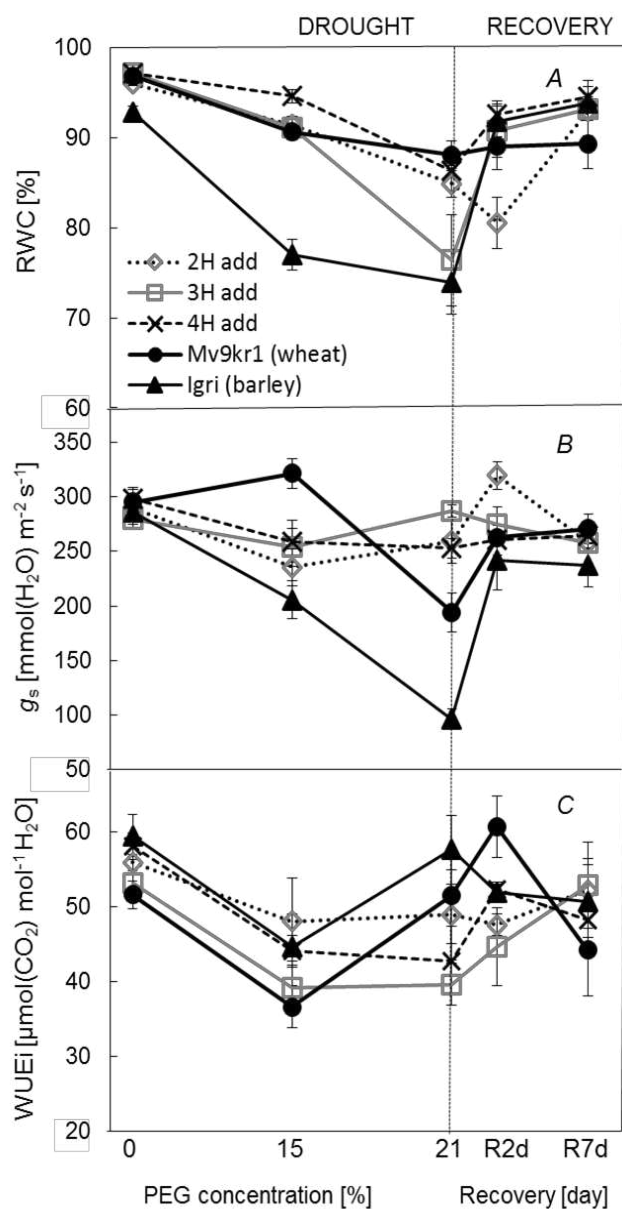 DROUGHT RECOVERY
100
90
80
70
60
RWC [%]
A
2H add
3H add
4H add
Mv9kr1 (wheat)
Igri (barley)
350
300
250
200
150
100
50
gₛ [mmol(H₂O) m⁻² s⁻¹]
B
60
50
40
30
20
WUEi [µmol(CO₂) mol⁻¹ H₂O]
C
0 15 21 R2d R7d
PEG concentration [%] Recovery [day]